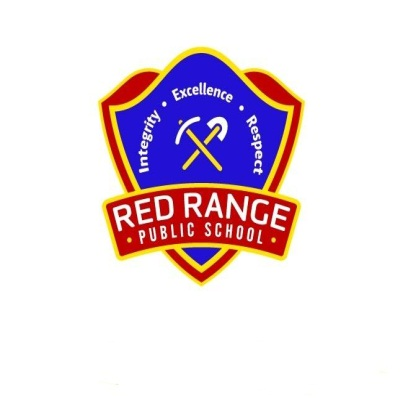 Integrity • Excellence • Respect
RED RANGE
• PUBLIC SCHOOL •